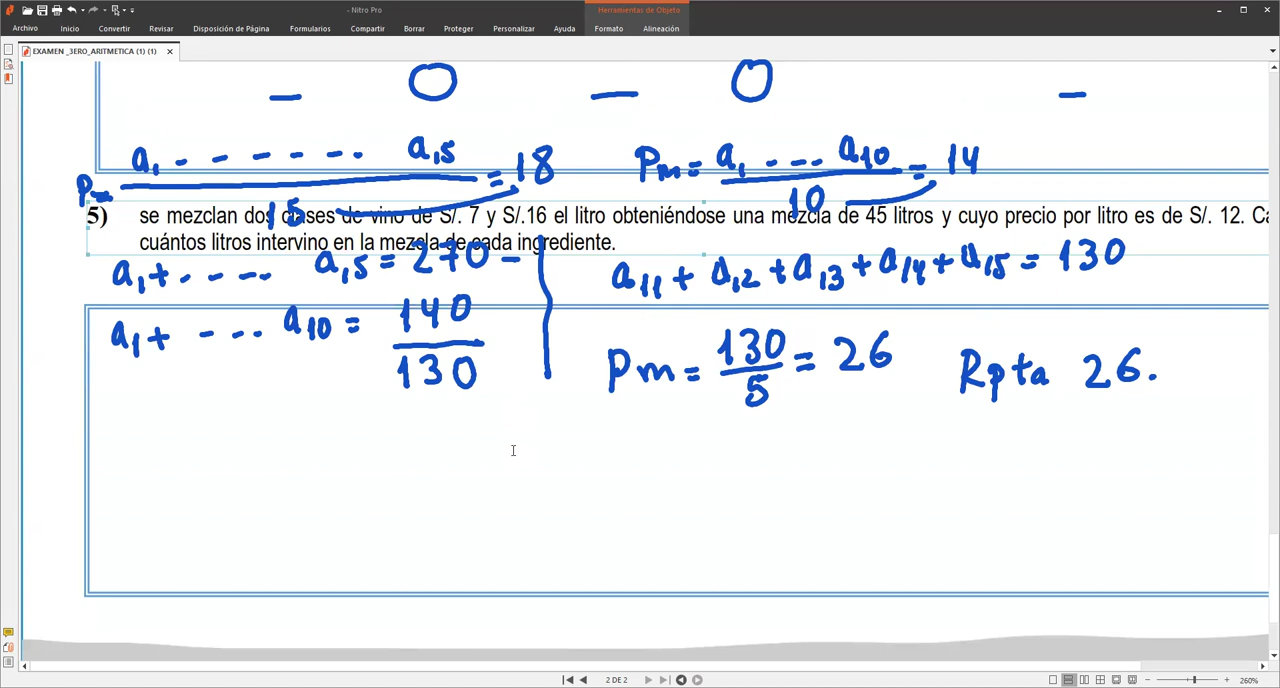 - Nitro Pro
Herramientas de Objeto
Archivo Inicio Convertir Revisar Disposición de Página Formularios Compartir Borrar Proteger Personalizar Ayuda Formato Alineación
EXAMEN _3ERO_ARITMETICA (1) (1)
a1 . - - - - - - . a15 = 18 Pm = a1 . - - . a10 = 14
Pm= 15 10
5) se mezclan dos clases de vino de S/. 7 y S/.16 el litro obteniéndose una mezcla de 45 litros y cuyo precio por litro es de S/. 12. Ca
cuántos litros intervino en la mezcla de cada ingrediente.
a1 + . - - - a15 = 270 - a11 + a12 + a13 + a14 + a15 = 130
a1 + - - - a10 = 140
130
Pm = 130/5 = 26 Rpta 26.
2 DE 2
260%